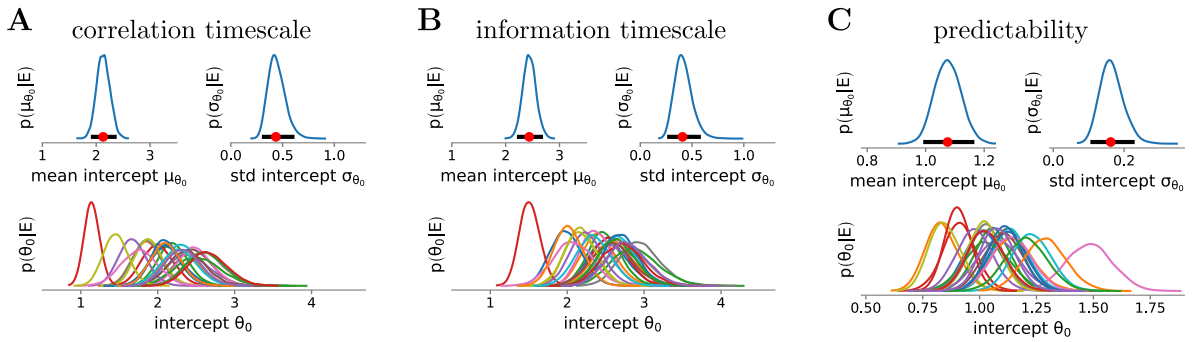 A
correlation timescale
p(μθ₀|E)
1 2 3
mean intercept μθ₀
p(σθ₀|E)
0.0 0.5 1.0
std intercept σθ₀
p(θ₀|E)
1 2 3 4
intercept θ₀
B
information timescale
p(μθ₀|E)
1 2 3
mean intercept μθ₀
p(σθ₀|E)
0.0 0.5 1.0
std intercept σθ₀
p(θ₀|E)
1 2 3 4
intercept θ₀
C
predictability
p(μθ₀|E)
0.8 1.0 1.2
mean intercept μθ₀
p(σθ₀|E)
0.0 0.2
std intercept σθ₀
p(θ₀|E)
0.50 0.75 1.00 1.25 1.50 1.75
intercept θ₀